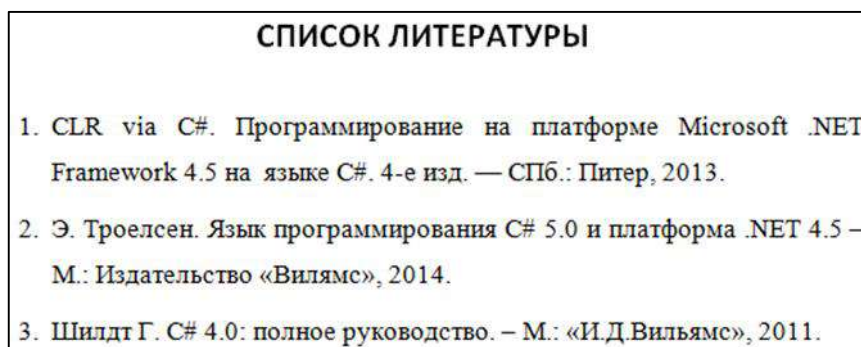 СПИСОК ЛИТЕРАТУРЫ
1. CLR via C#. Программирование на платформе Microsoft .NET
Framework 4.5 на языке C#. 4-е изд. — СПб.: Питер, 2013.
2. Э. Троелсен. Язык программирования C# 5.0 и платформа .NET 4.5 –
М.: Издательство «Вилямс», 2014.
3. Шилдт Г. C# 4.0: полное руководство. – М.: «И.Д.Вильямс», 2011.